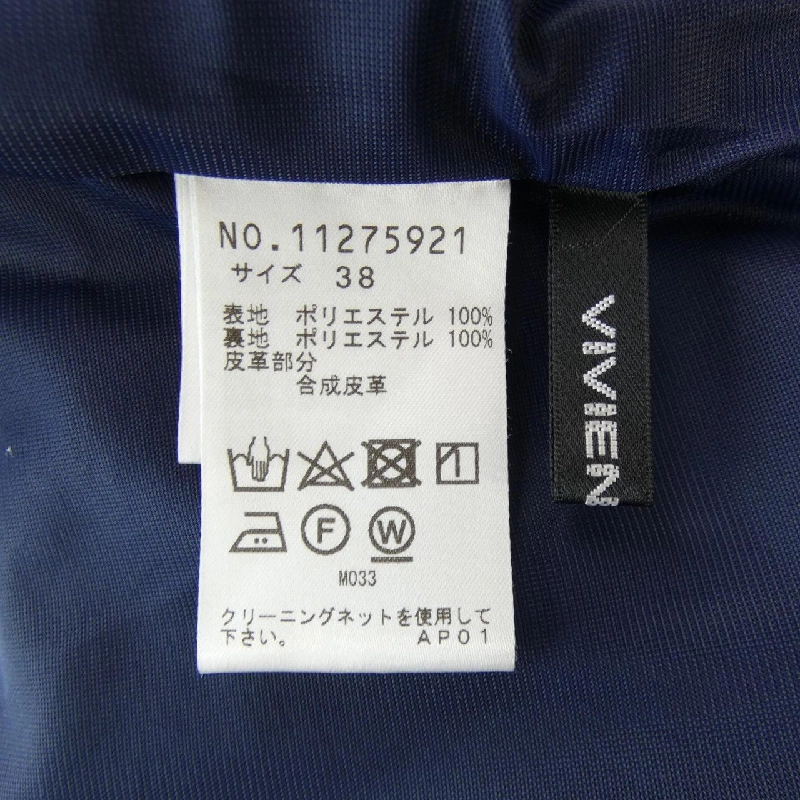 NO.11275921
サイズ 38
表地 ポリエステル 100%
裏地 ポリエステル 100%
皮革部分
合成皮革
F
W
M033
クリーニングネットを使用して
下さい。 AP01
VIVIEN